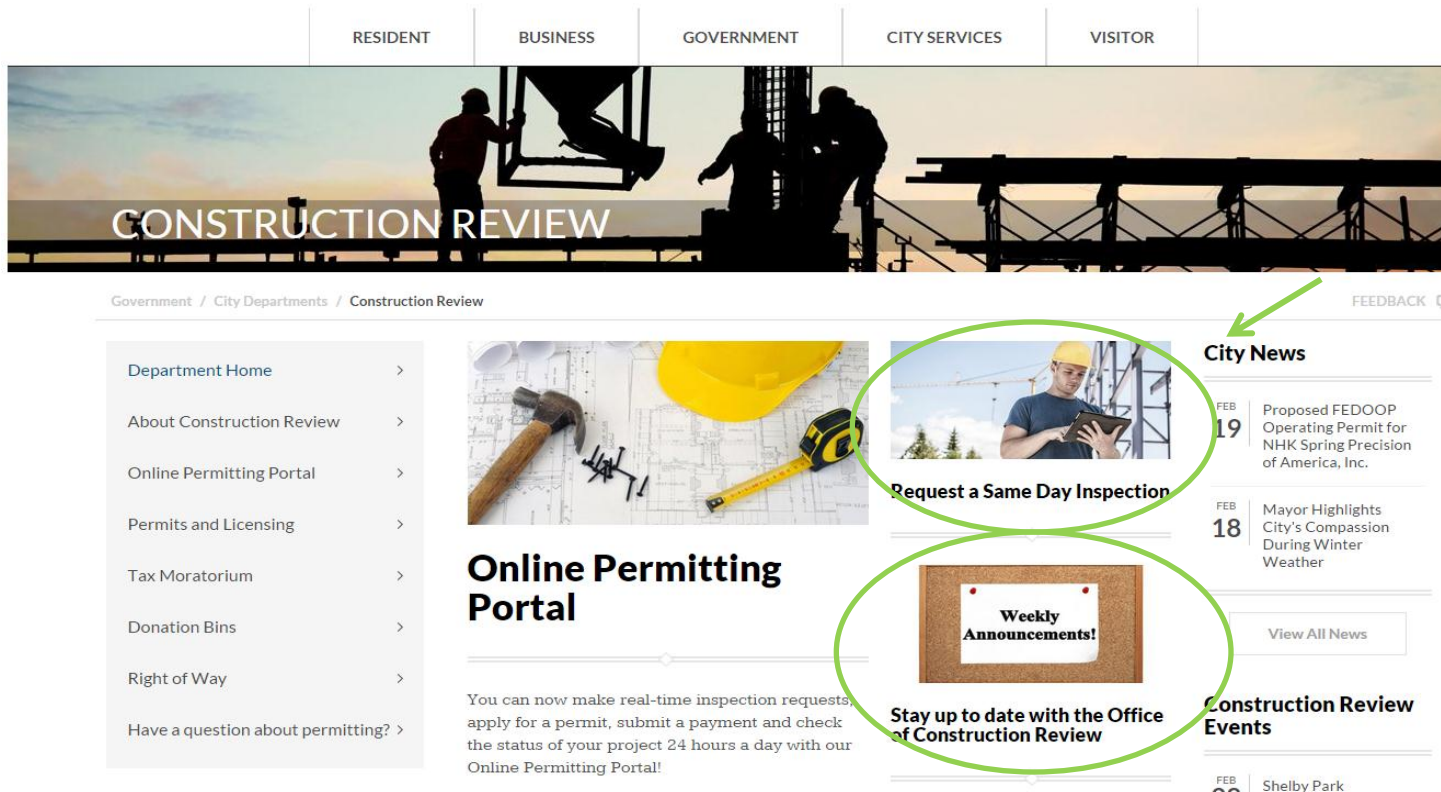 RESIDENT
BUSINESS
GOVERNMENT
CITY SERVICES
VISITOR
CONSTRUCTION REVIEW
Government / City Departments / Construction Review
FEEDBACK
Department Home
About Construction Review
Online Permitting Portal
Permits and Licensing
Tax Moratorium
Donation Bins
Right of Way
Have a question about permitting?
Online Permitting
Portal
You can now make real-time inspection requests,
apply for a permit, submit a payment and check
the status of your project 24 hours a day with our
Online Permitting Portal!
Request a Same Day Inspection
Weekly
Announcements!
Stay up to date with the Office
of Construction Review
City News
FEB
19
Proposed FEDOOP
Operating Permit for
NHK Spring Precision
of America, Inc.
FEB
18
Mayor Highlights
City's Compassion
During Winter
Weather
View All News
Construction Review
Events
FEB
Shelby Park